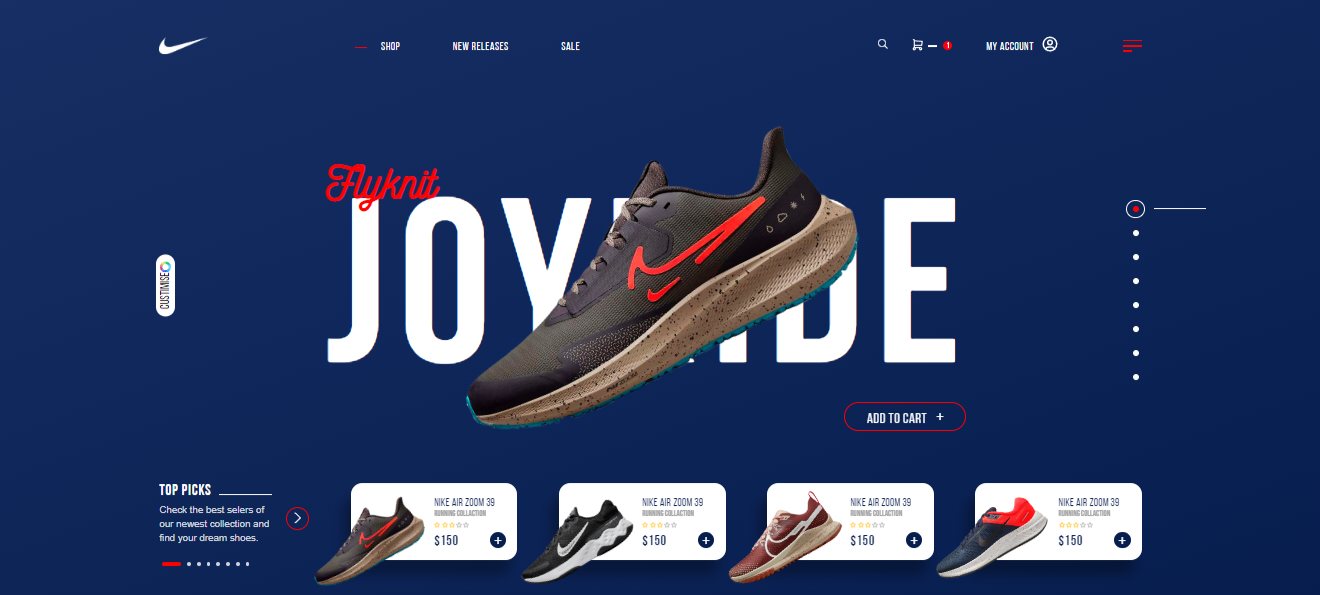 SHOP
NEW RELEASES
SALE
1
MY ACCOUNT
Flyknit
JOY DE
CUSTIMISE
ADD TO CART +
TOP PICKS
Check the best selers of
our newest collection and
find your dream shoes.
NIKE AIR ZOOM 39
RUNNING COLLACTION
$150
NIKE AIR ZOOM 39
RUNNING COLLACTION
$150
NIKE AIR ZOOM 39
RUNNING COLLACTION
$150
NIKE AIR ZOOM 39
RUNNING COLLACTION
$150